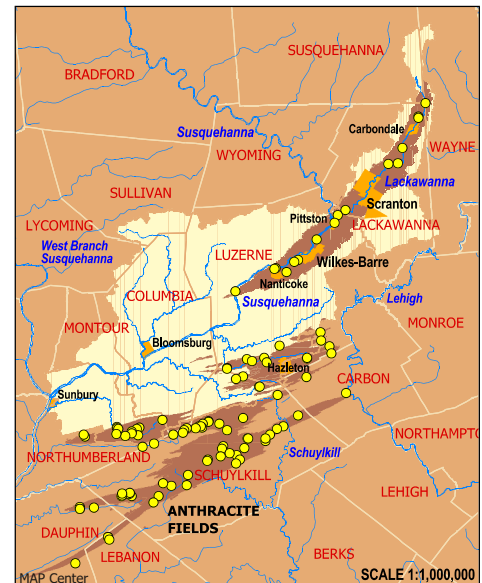 SUSQUEHANNA
BRADFORD
Carbondale
Susquehanna
WAYNE
WYOMING
Lackawanna
SULLIVAN
Scranton
Pittston
LACKAWANNA
LYCOMING
West Branch
Susquehanna
LUZERNE
Wilkes-Barre
Nanticoke
COLUMBIA
Susquehanna
Lehigh
MONTOUR
MONROE
Bloomsburg
Hazleton
CARBON
Sunbury
NORTHAMPTO
NORTHUMBERLAND
Schuylkill
SCHUYLKILL
LEHIGH
ANTHRACITE
FIELDS
DAUPHIN
LEBANON
BERKS
MAP Center
SCALE 1:1,000,000